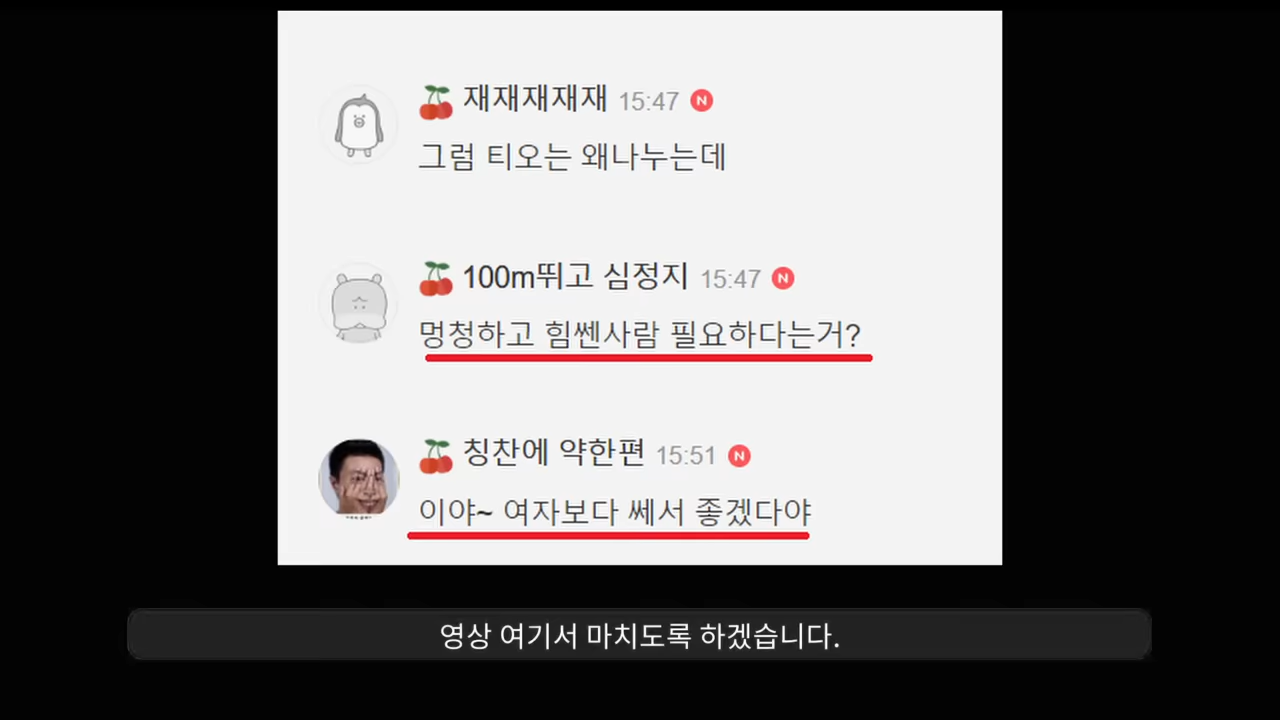 재재재재재 15:47 N
그럼 티오는 왜나누는데
100m뛰고 심정지 15:47 N
멍청하고 힘쎈사람 필요하다는거?
칭찬에 약한편 15:51 N
이야~ 여자보다 쎄서 좋겠다야
영상 여기서 마치도록 하겠습니다.